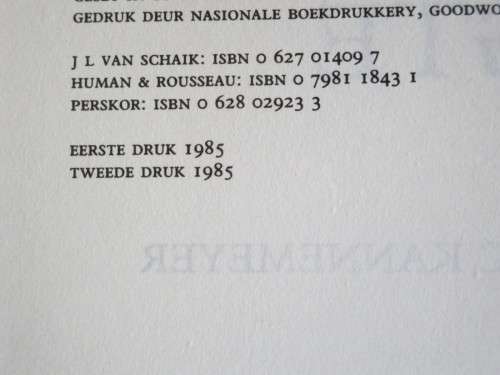 GEDRUK DEUR NASIONALE BOEKDRUKKERY, GOODWO
J L VAN SCHAIK: ISBN 0 627 01409 7
HUMAN & ROUSSEAU: ISBN 0 7981 1843 1
PERSKOR: ISBN 0 628 02923 3
EERSTE DRUK 1985
TWEEDE DRUK 1985
KANNEMEYER